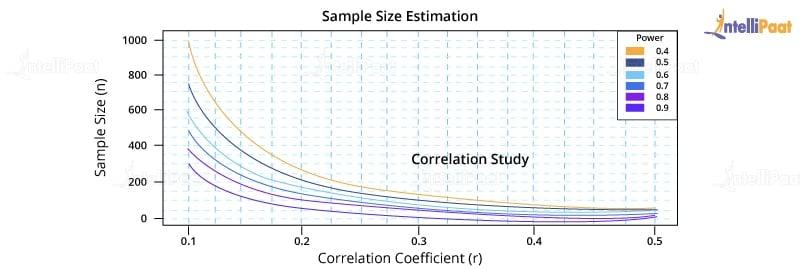 Sample Size Estimation
IntelliPaat
Power
0.4
0.5
0.6
0.7
0.8
0.9
Sample Size (n)
1000
800
600
400
200
0
Correlation Study
0.1 0.2 0.3 0.4 0.5
Correlation Coefficient (r)